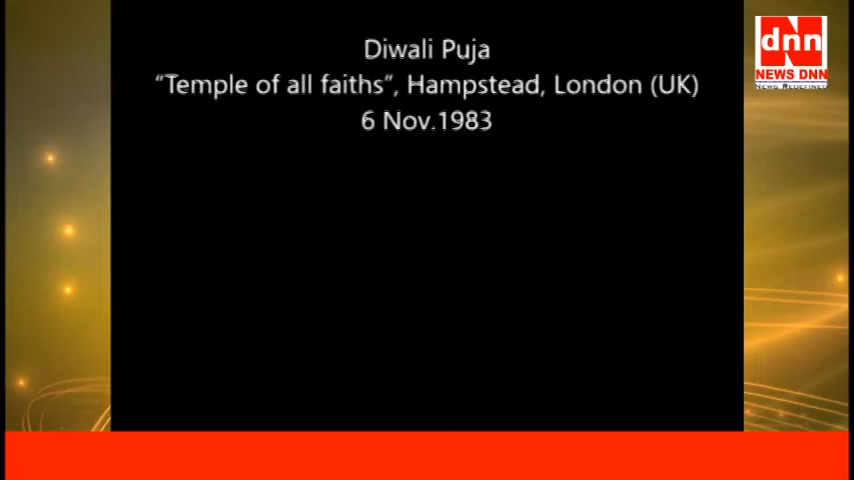 Diwali Puja
“Temple of all faiths”, Hampstead, London (UK)
6 Nov.1983
dnn
NEWS DNN
NEWS REDEFINED